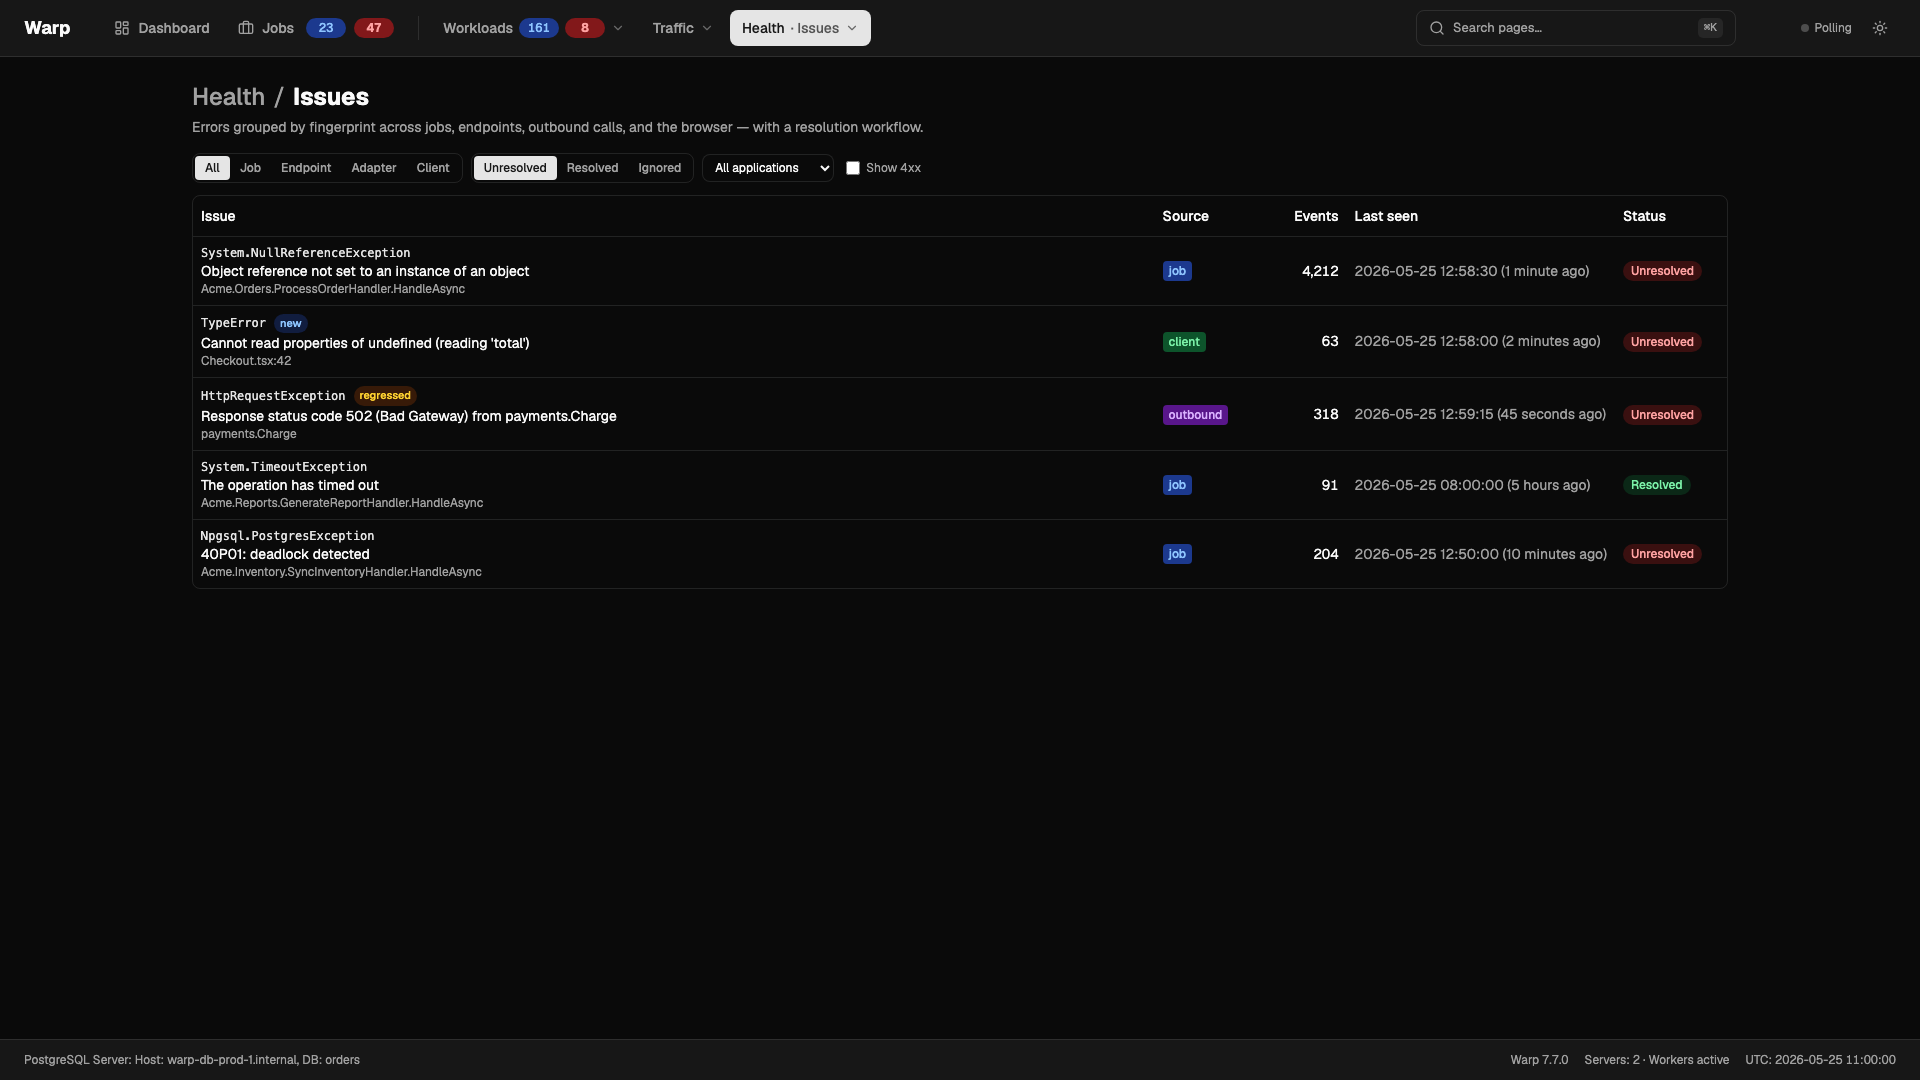 Warp
Dashboard
Jobs 23 47
Workloads 161 8
Traffic
Health · Issues
Search pages... ⌘K
Polling
Health / Issues
Errors grouped by fingerprint across jobs, endpoints, outbound calls, and the browser — with a resolution workflow.
All Job Endpoint Adapter Client
Unresolved Resolved Ignored
All applications
Show 4xx
Issue Source Events Last seen Status
System.NullReferenceException
Object reference not set to an instance of an object
Acme.Orders.ProcessOrderHandler.HandleAsync
job 4,212 2026-05-25 12:58:30 (1 minute ago) Unresolved
TypeError new
Cannot read properties of undefined (reading 'total')
Checkout.tsx:42
client 63 2026-05-25 12:58:00 (2 minutes ago) Unresolved
HttpRequestException regressed
Response status code 502 (Bad Gateway) from payments.Charge
payments.Charge
outbound 318 2026-05-25 12:59:15 (45 seconds ago) Unresolved
System.TimeoutException
The operation has timed out
Acme.Reports.GenerateReportHandler.HandleAsync
job 91 2026-05-25 08:00:00 (5 hours ago) Resolved
Npgsql.PostgresException
40P01: deadlock detected
Acme.Inventory.SyncInventoryHandler.HandleAsync
job 204 2026-05-25 12:50:00 (10 minutes ago) Unresolved
PostgreSQL Server: Host: warp-db-prod-1.internal, DB: orders
Warp 7.7.0
Servers: 2 · Workers active
UTC: 2026-05-25 11:00:00